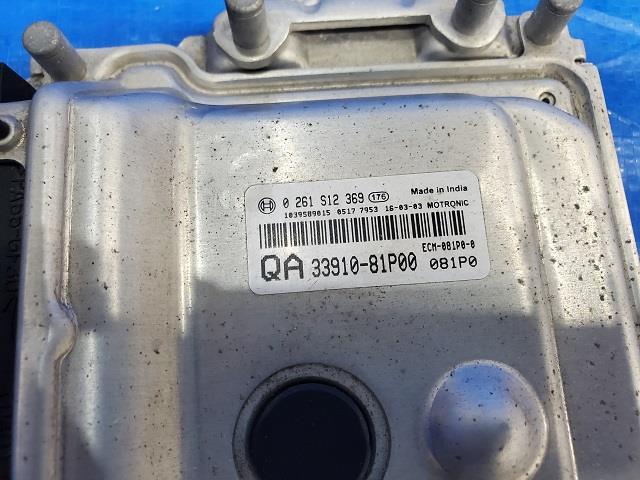 0 261 S12 369 176 Made in India
1039S89015 0517 7953 16-03-03 MOTRONIC
ECM-081P0-0
QA 33910-81P00 081P0